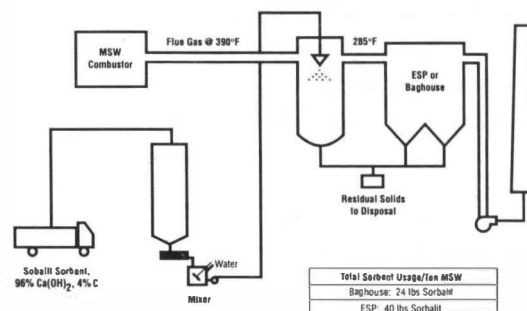 MSW
Combustor
Flue Gas @ 390°F
285°F
ESP or
Baghouse
Residual Solids
to Disposal
Water
Mixer
Sobalil Sorbent,
96% Ca(OH)₂, 4% C
Total Sorbent Usage/Ton MSW
Baghouse: 24 lbs Sorbalit
ESP: 40 lbs Sorbalit